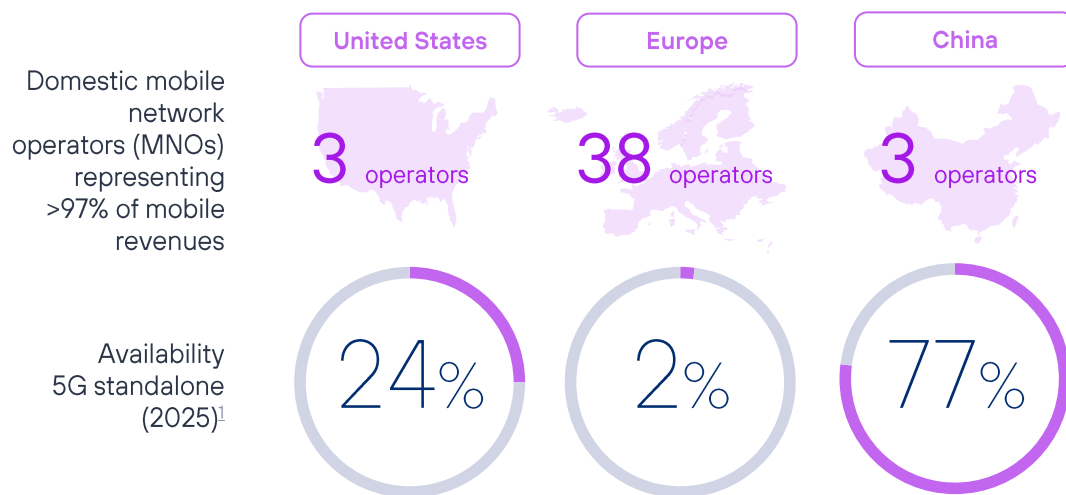 United States
Europe
China
Domestic mobile
network
operators (MNOs)
representing
>97% of mobile
revenues
3 operators
38 operators
3 operators
Availability
5G standalone
(2025)1
24%
2%
77%